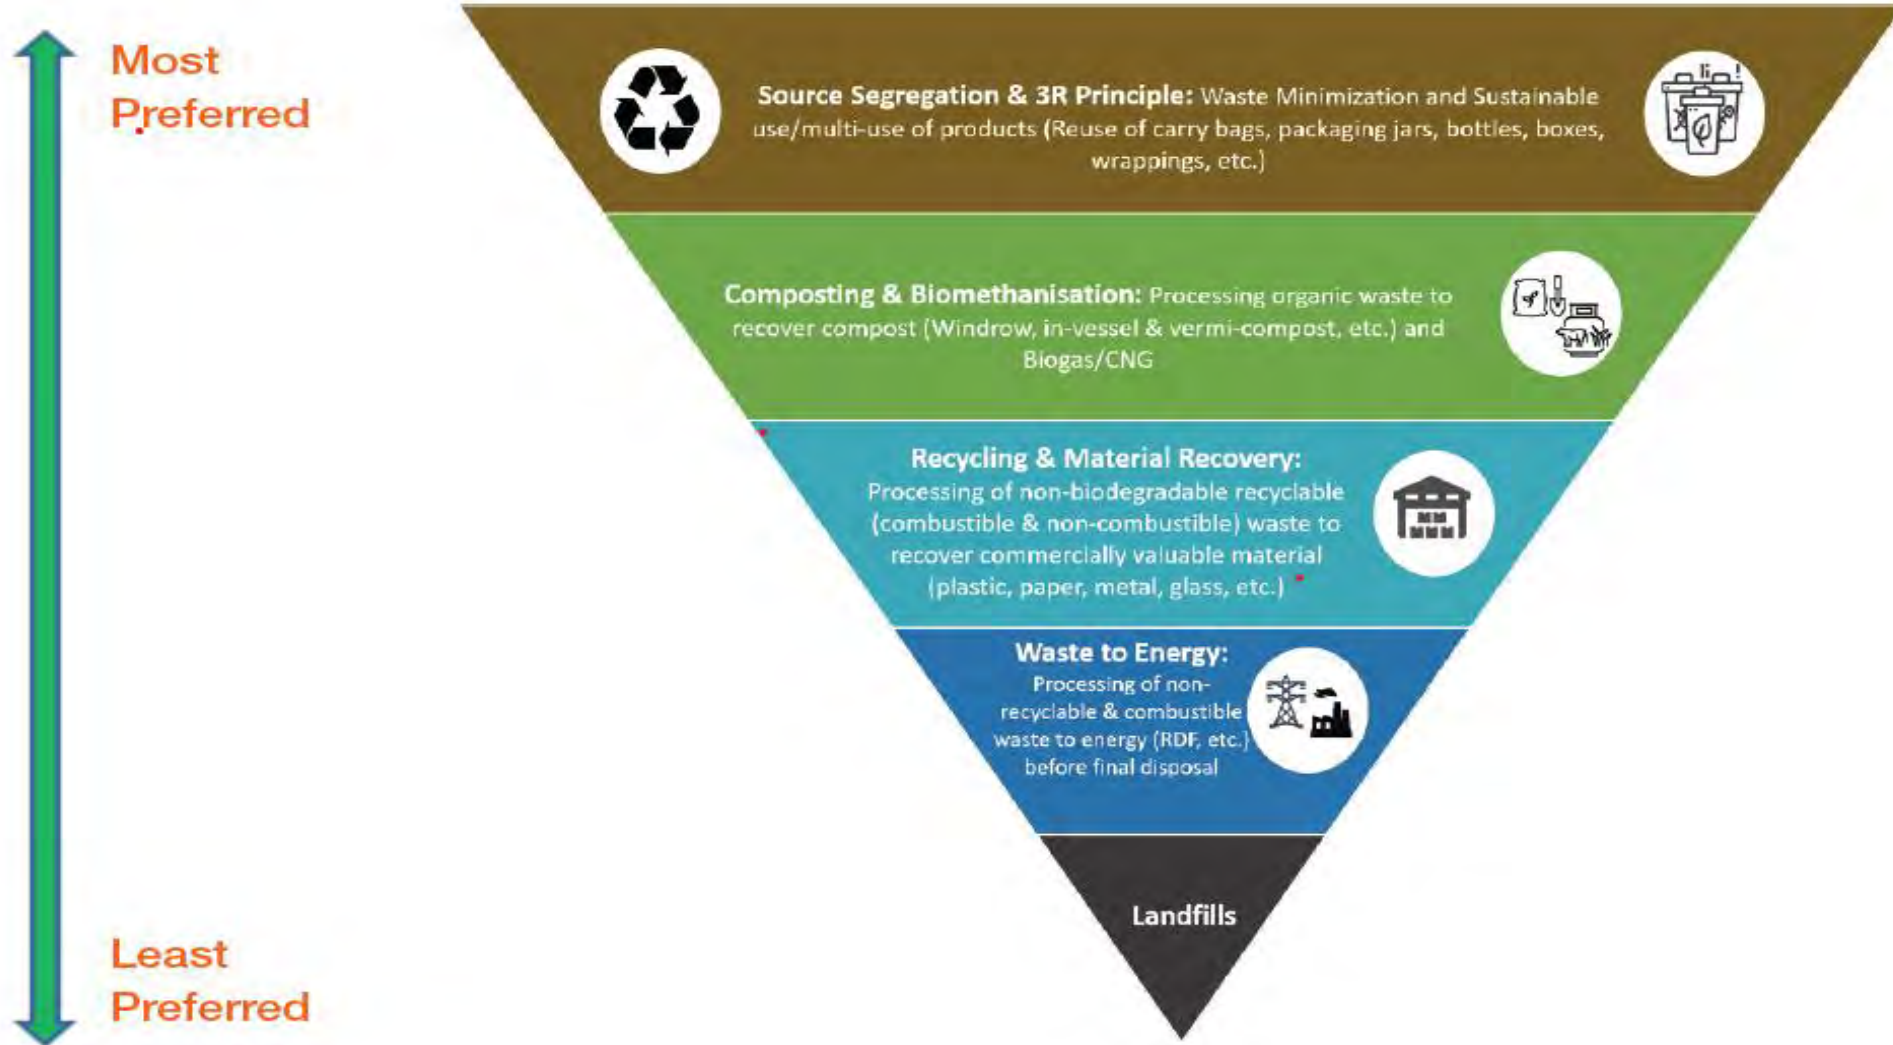 Most
Preferred
Source Segregation & 3R Principle: Waste Minimization and Sustainable
use/multi-use of products (Reuse of carry bags, packaging jars, bottles, boxes,
wrappings, etc.)
Composting & Biomethanisation: Processing organic waste to
recover compost (Windrow, in-vessel & vermi-compost, etc.) and
Biogas/CNG
Recycling & Material Recovery:
Processing of non-biodegradable recyclable
(combustible & non-combustible) waste to
recover commercially valuable material
(plastic, paper, metal, glass, etc.)
Waste to Energy:
Processing of non-
recyclable & combustible
waste to energy (RDF, etc.)
before final disposal
Landfills
Least
Preferred